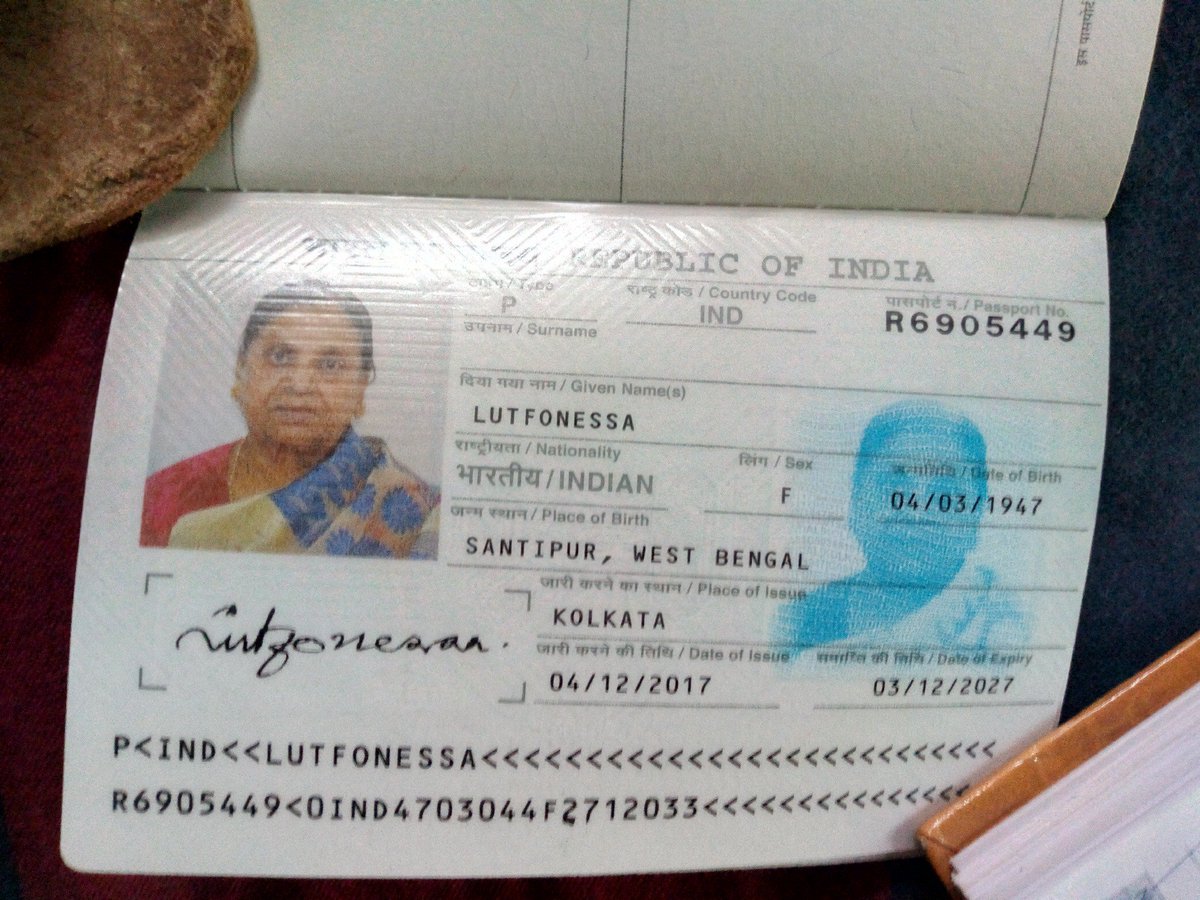 REPUBLIC OF INDIA
P
राष्ट्र कोड / Country Code
IND
पासपोर्ट न. / Passport No.
R6905449
उपनाम / Surname
दिया गया नाम / Given Name(s)
LUTFONESSA
राष्ट्रीयता / Nationality
भारतीय / INDIAN
लिंग / Sex
F
जन्मतिथि / Date of Birth
04/03/1947
जन्म स्थान / Place of Birth
SANTIPUR, WEST BENGAL
जारी करने का स्थान / Place of Issue
KOLKATA
Lutfonessa.
जारी करने की तिथि / Date of Issue
04/12/2017
समाप्ति की तिथि / Date of Expiry
03/12/2027
P<IND<<LUTFONESSA<<<<<<<<<<<<<<<<<<<<<<<<<<<
R6905449<0IND4703044F2712033<<<<<<<<<<<<<<